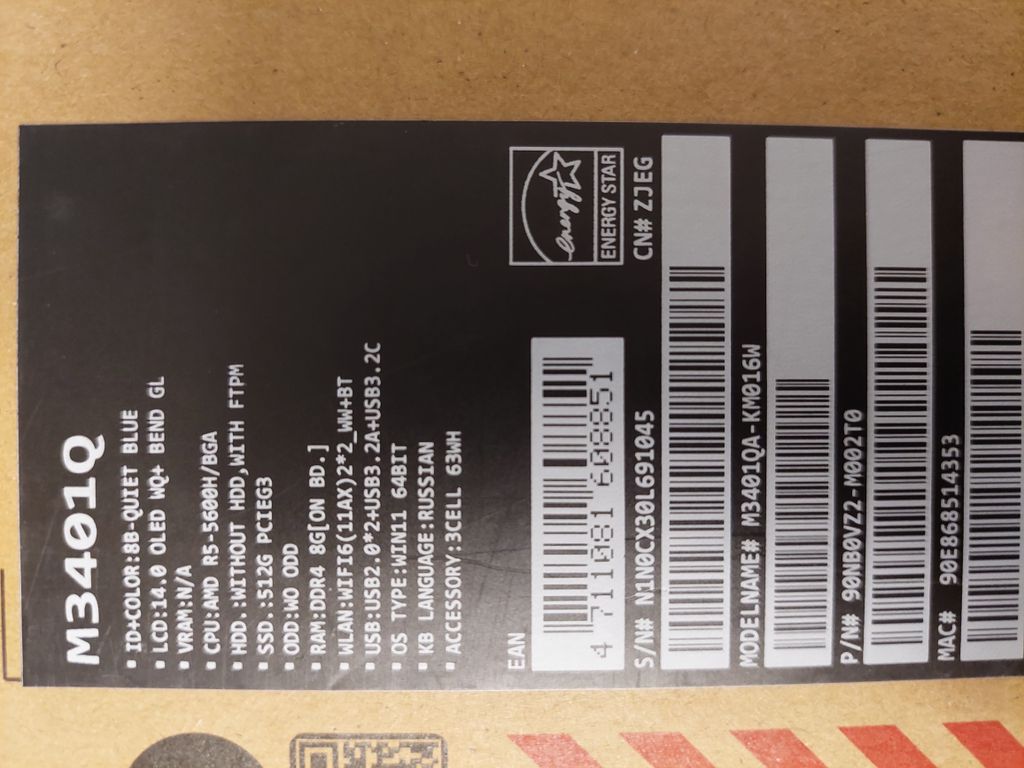 M3401Q
• ID+COLOR:8B-QUIET BLUE
• LCD:14.0 OLED WQ+ BEND GL
• VRAM:N/A
• CPU:AMD R5-5600H/BGA
• HDD.:WITHOUT HDD,WITH FTPM
• SSD.:512G PCIEG3
• ODD:WO ODD
• RAM:DDR4 8G[ON BD.]
• WLAN:WIFI6(11AX)2*2_WW+BT
• USB:USB2.0*2+USB3.2A+USB3.2C
• OS TYPE:WIN11 64BIT
• KB LANGUAGE:RUSSIAN
• ACCESSORY:3CELL 63WH
energy
ENERGY STAR
EAN
4 711081 608851
CN# ZJEG
S/N# N1N0CX30L691045
MODELNAME# M3401QA-KM016W
P/N# 90NB0VZ2-M002T0
MAC# 90E868514353